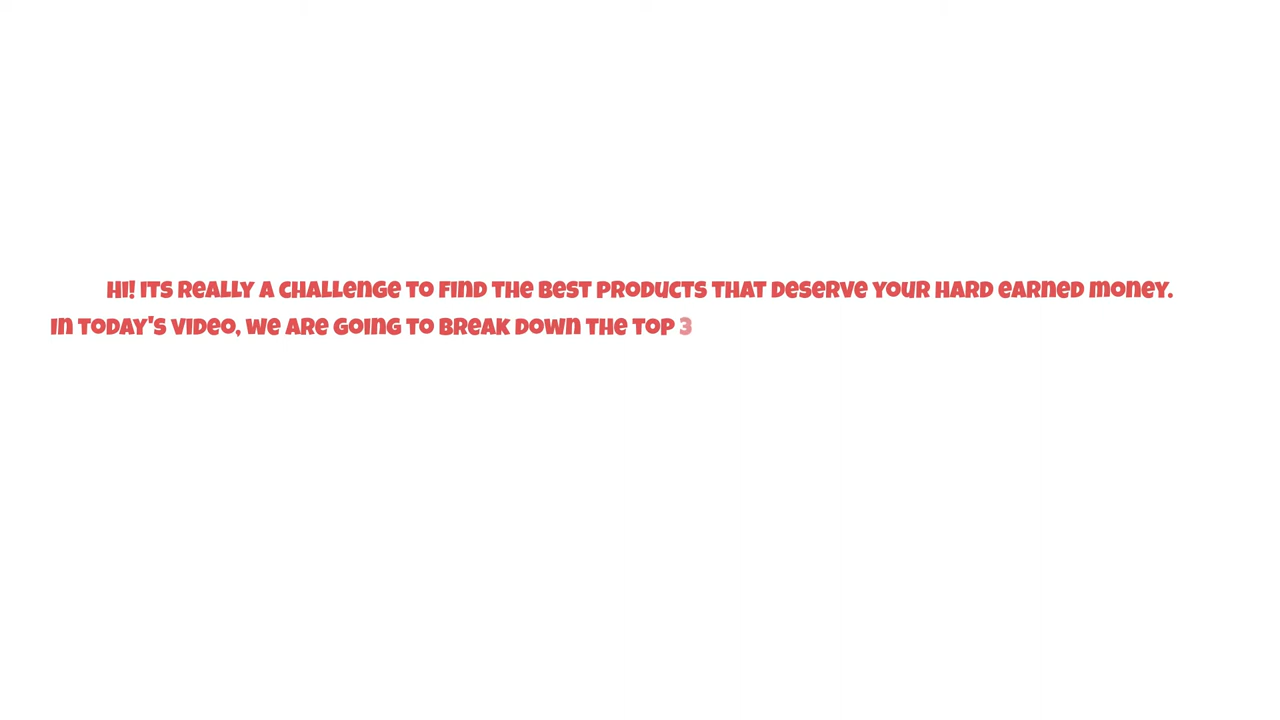 Hi! Its really a challenge to find the best products that deserve your hard earned money.
In today's video, we are going to break down the top 3